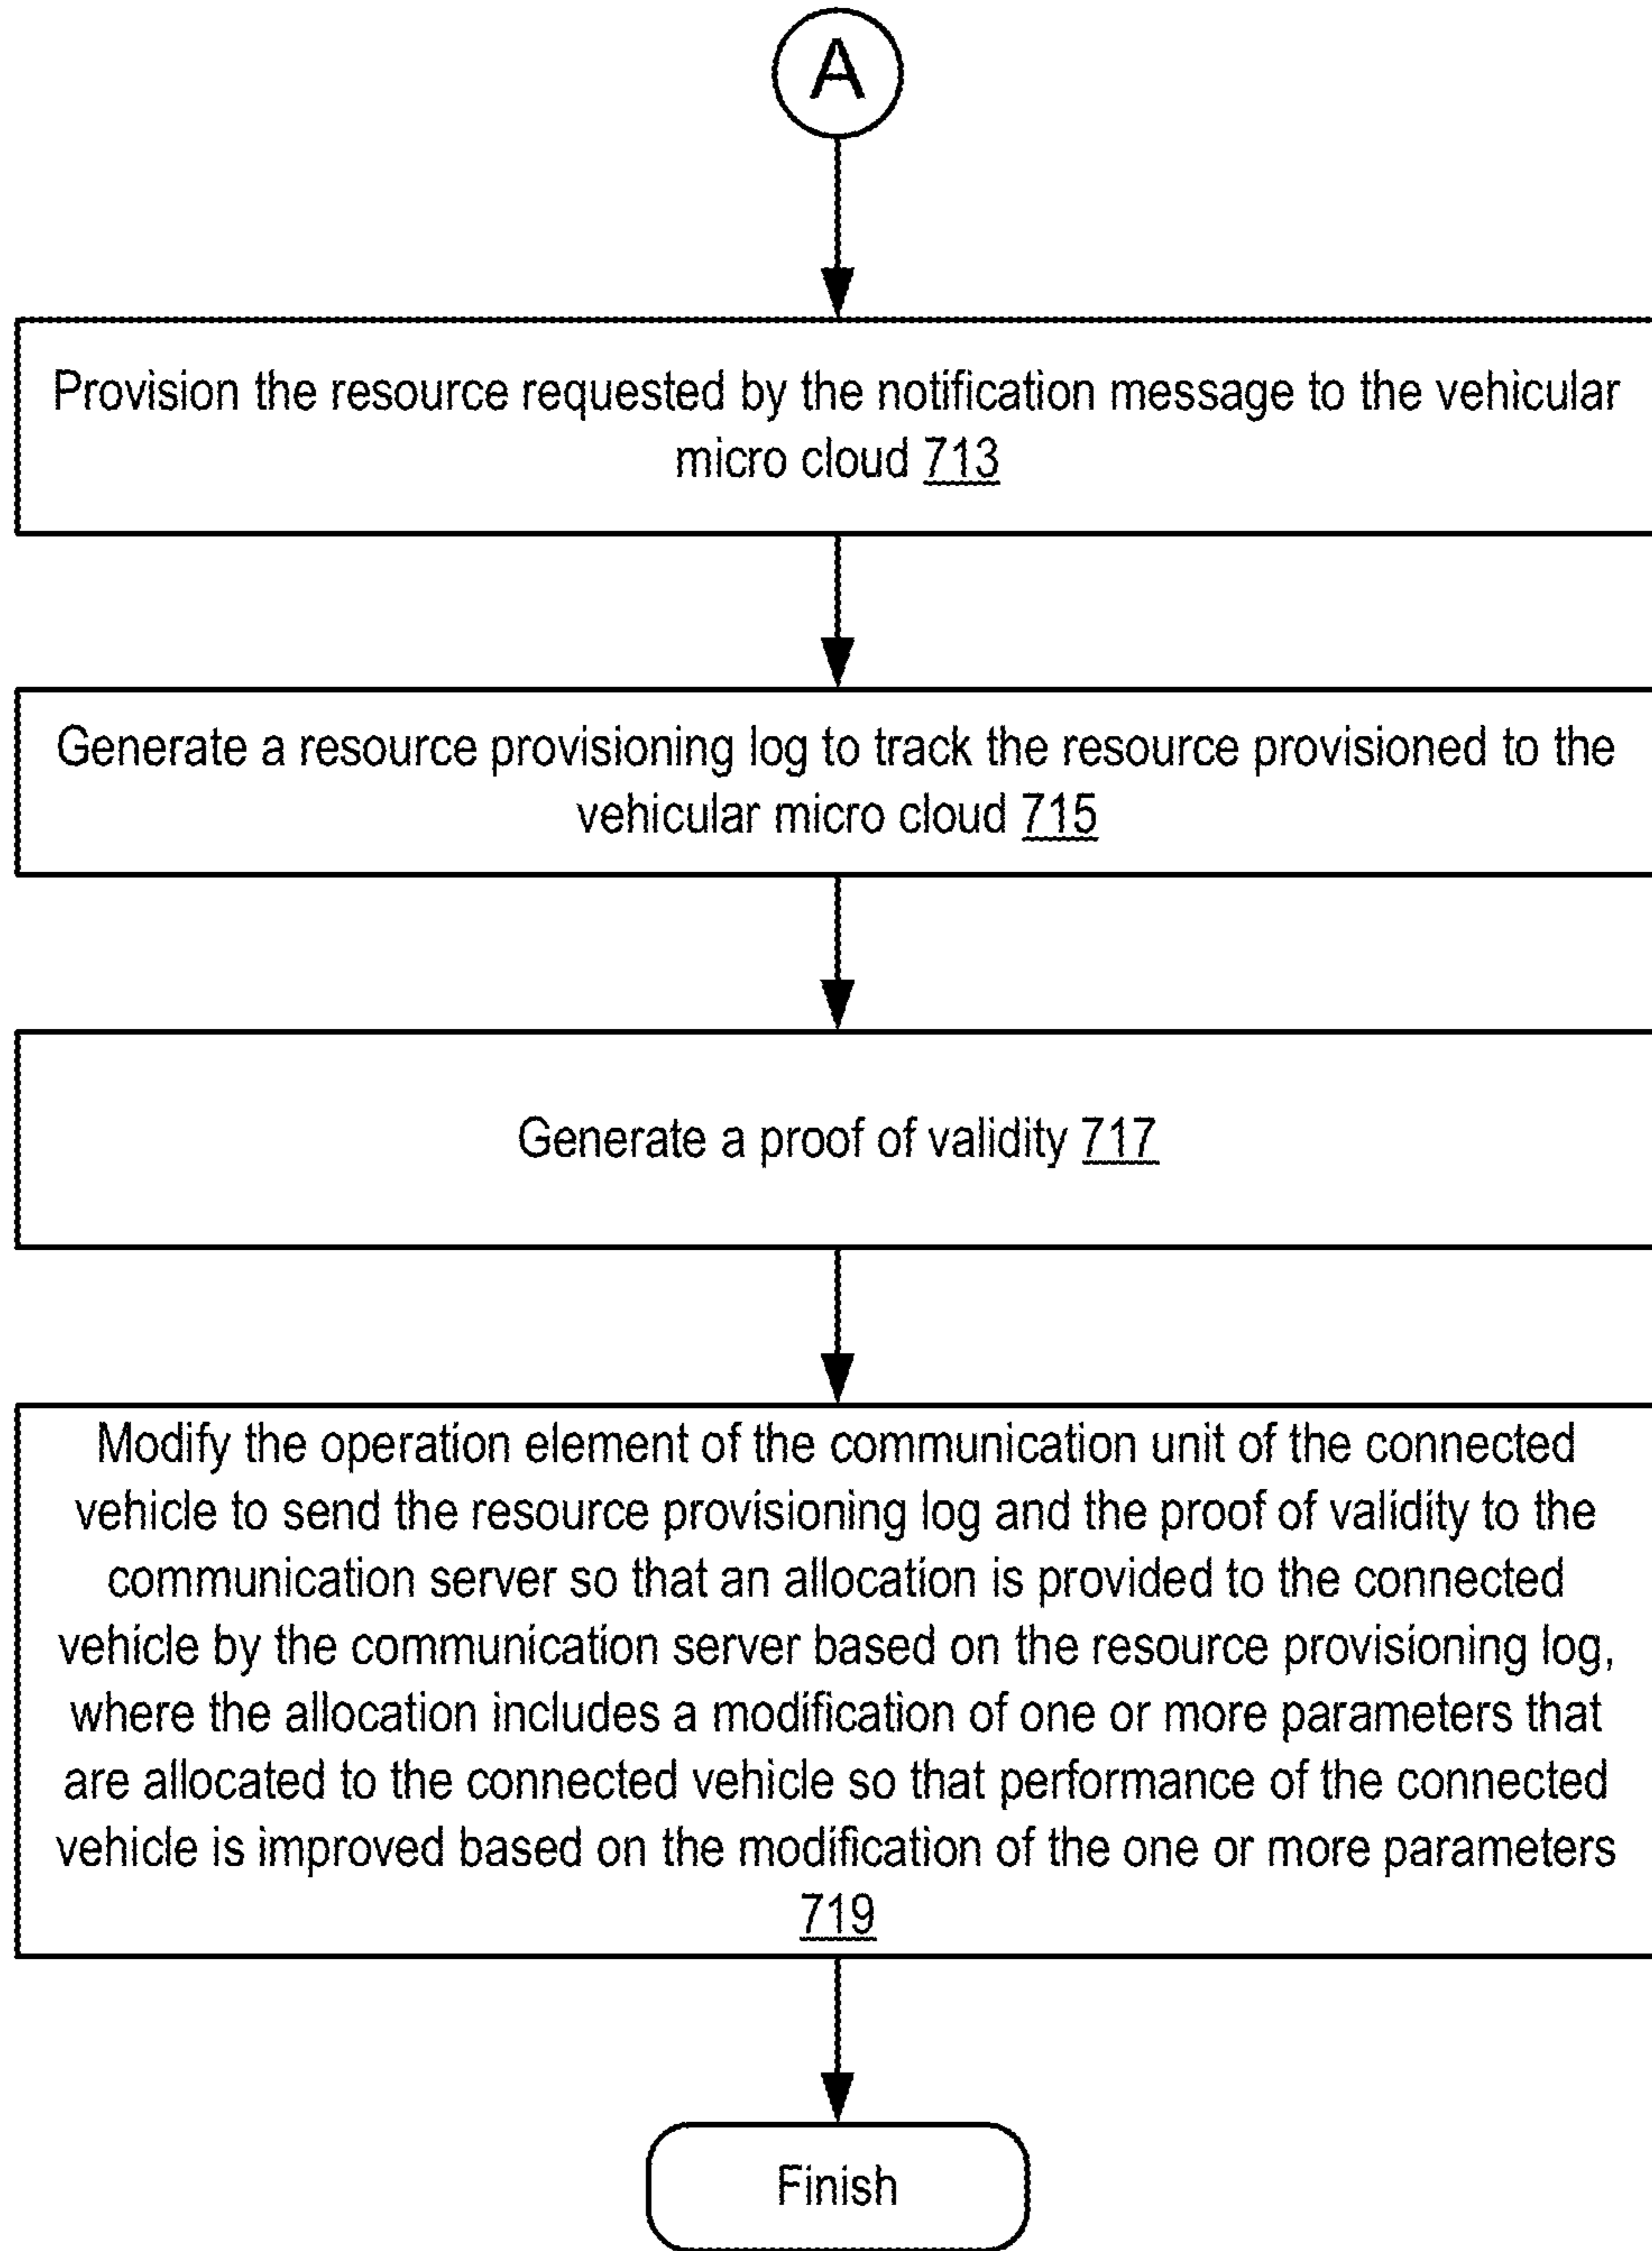 A
Provision the resource requested by the notification message to the vehicular
micro cloud 713
Generate a resource provisioning log to track the resource provisioned to the
vehicular micro cloud 715
Generate a proof of validity 717
Modify the operation element of the communication unit of the connected
vehicle to send the resource provisioning log and the proof of validity to the
communication server so that an allocation is provided to the connected
vehicle by the communication server based on the resource provisioning log,
where the allocation includes a modification of one or more parameters that
are allocated to the connected vehicle so that performance of the connected
vehicle is improved based on the modification of the one or more parameters
719
Finish